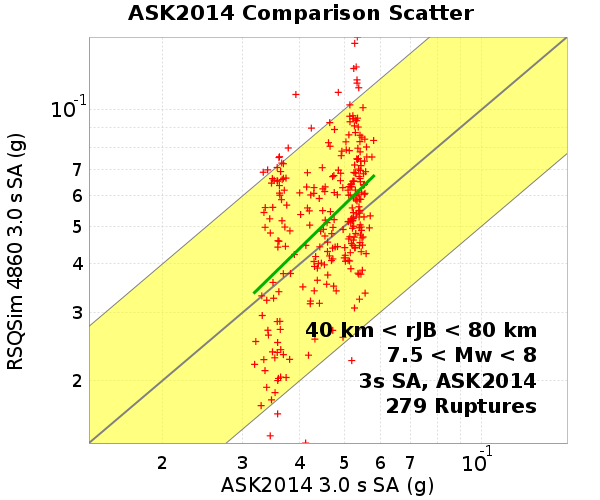 ASK2014 Comparison Scatter
RSQSim 4860 3.0 s SA (g)
10-1
7
6
5
4
3
2
40 km < rJB < 80 km
7.5 < Mw < 8
3s SA, ASK2014
279 Ruptures
2 3 4 5 6 7 10-1
ASK2014 3.0 s SA (g)